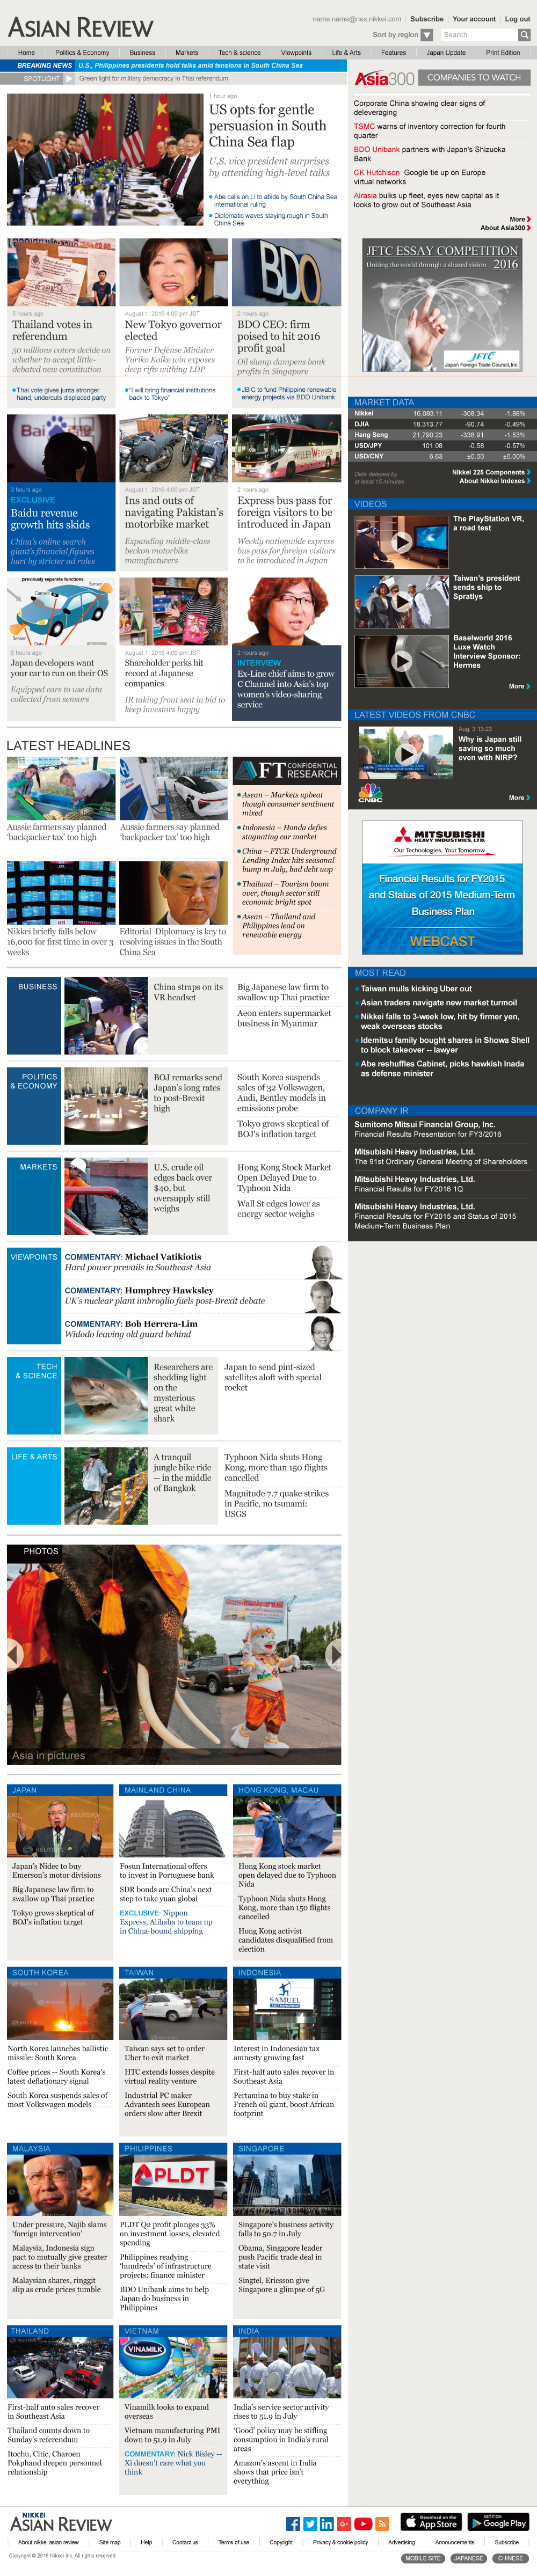 ASIAN REVIEW
name.name@nex.nikkei.com | Subscribe | Your account | Log out
Sort by region
Search
Home
Politics & Economy
Business
Markets
Tech & science
Viewpoints
Life & Arts
Features
Japan Update
Print Edition
BREAKING NEWS
U.S., Philippines presidents hold talks amid tensions in South China Sea
SPOTLIGHT
Green light for military democracy in Thai referendum
1 hour ago
US opts for gentle
persuasion in South
China Sea flap
U.S. vice president surprises
by attending high-level talks
Abe calls on Li to abide by South China Sea
international ruling
Diplomatic waves staying rough in South
China Sea
5 hours ago
Thailand votes in
referendum
50 million voters decide on
whether to accept little-
debated new constitution
Thai vote gives junta stronger
hand, undercuts disputed party
August 1, 2016 4:00 pm JST
New Tokyo governor
elected
Former Defense Minister
Yuriko Koike win exposes
deep rifts withing LDP
"I will bring financial institutions
back to Tokyo"
BDO
2 hours ago
BDO CEO: firm
poised to hit 2016
profit goal
Oil slump dampens bank
profits in Singapore
JBIC to fund Philippine renewable
energy projects via BDO Unibank
3 hours ago
EXCLUSIVE
Baidu revenue
growth hits skids
China's online search
giant's financial figures
hurt by stricter ad rules
August 1, 2016 4:00 pm JST
Ins and outs of
navigating Pakistan's
motorbike market
Expanding middle-class
beckon motorbike
manufacturers
WILLER EXPRESS
2 hours ago
Express bus pass for
foreign visitors to be
introduced in Japan
Weekly nationwide express
bus pass for foreign visitors
to be introduced in Japan
previously separate functions
Sensor
Camera
Data
Sensor
5 hours ago
Japan developers want
your car to run on their OS
Equipped cars to use data
collected from sensors
August 1, 2016 4:00 pm JST
Shareholder perks hit
record at Japanese
companies
IR taking front seat in bid to
keep investors happy
2 hours ago
INTERVIEW
Ex-Line chief aims to grow
C Channel into Asia's top
women's video-sharing
service
LATEST HEADLINES
Aussie farmers say planned
'backpacker tax' too high
Aussie farmers say planned
'backpacker tax' too high
FT CONFIDENTIAL
RESEARCH
Asean – Markets upbeat
though consumer sentiment
mixed
Indonesia – Honda defies
stagnating car market
China – FTCR Underground
Lending Index hits seasonal
bump in July, bad debt wop
Thailand – Tourism boom
over, though sector still
economic bright spot
Asean – Thailand and
Philippines lead on
renewable energy
Nikkei briefly falls below
16,000 for first time in over 3
weeks
Editorial Diplomacy is key to
resolving issues in the South
China Sea
BUSINESS
China straps on its
VR headset
Big Japanese law firm to
swallow up Thai practice
Aeon enters supermarket
business in Myanmar
POLITICS
& ECONOMY
BOJ remarks send
Japan's long rates
to post-Brexit
high
South Korea suspends
sales of 32 Volkswagen,
Audi, Bentley models in
emissions probe
Tokyo grows skeptical of
BOJ's inflation target
MARKETS
U.S. crude oil
edges back over
$40, but
oversupply still
weighs
Hong Kong Stock Market
Open Delayed Due to
Typhoon Nida
Wall St edges lower as
energy sector weighs
VIEWPOINTS
COMMENTARY: Michael Vatikiotis
Hard power prevails in Southeast Asia
COMMENTARY: Humphrey Hawksley
UK's nuclear plant imbroglio fuels post-Brexit debate
COMMENTARY: Bob Herrera-Lim
Widodo leaving old guard behind
TECH
& SCIENCE
Researchers are
shedding light
on the
mysterious
great white
shark
Japan to send pint-sized
satellites aloft with special
rocket
LIFE & ARTS
A tranquil
jungle bike ride
-- in the middle
of Bangkok
Typhoon Nida shuts Hong
Kong, more than 150 flights
cancelled
Magnitude 7.7 quake strikes
in Pacific, no tsunami:
USGS
PHOTOS
Asia in pictures
JAPAN
Japan's Nidec to buy
Emerson's motor divisions
Big Japanese law firm to
swallow up Thai practice
Tokyo grows skeptical of
BOJ's inflation target
MAINLAND CHINA
FOSUN
Fosun International offers
to invest in Portuguese bank
SDR bonds are China's next
step to take yuan global
EXCLUSIVE: Nippon
Express, Alibaba to team up
in China-bound shipping
HONG KONG, MACAU
Hong Kong stock market
open delayed due to Typhoon
Nida
Typhoon Nida shuts Hong
Kong, more than 150 flights
cancelled
Hong Kong activist
candidates disqualified from
election
SOUTH KOREA
North Korea launches ballistic
missile: South Korea
Coffee prices -- South Korea's
latest deflationary signal
South Korea suspends sales of
most Volkswagen models
TAIWAN
Taiwan says set to order
Uber to exit market
HTC extends losses despite
virtual reality venture
Industrial PC maker
Advantech sees European
orders slow after Brexit
INDONESIA
SAMUEL
Interest in Indonesian tax
amnesty growing fast
First-half auto sales recover in
Southeast Asia
Pertamina to buy stake in
French oil giant, boost African
footprint
MALAYSIA
Under pressure, Najib slams
'foreign intervention'
Malaysia, Indonesia sign
pact to mutually give greater
access to their banks
Malaysian shares, ringgit
slip as crude prices tumble
PHILIPPINES
PLDT
PLDT Q2 profit plunges 33%
on investment losses, elevated
spending
Philippines readying
'hundreds' of infrastructure
projects: finance minister
BDO Unibank aims to help
Japan do business in
Philippines
SINGAPORE
Singapore's business activity
falls to 50.7 in July
Obama, Singapore leader
push Pacific trade deal in
state visit
Singtel, Ericsson give
Singapore a glimpse of 5G
THAILAND
First-half auto sales recover
in Southeast Asia
Thailand counts down to
Sunday's referendum
Itochu, Citic, Charoen
Pokphand deepen personnel
relationship
VIETNAM
VINAMILK
Vinamilk looks to expand
overseas
Vietnam manufacturing PMI
down to 51.9 in July
COMMENTARY: Nick Bisley --
Xi doesn't care what you
think
INDIA
India's service sector activity
rises to 51.9 in July
'Good' policy may be stifling
consumption in India's rural
areas
Amazon's ascent in India
shows that price isn't
everything
Asia300 COMPANIES TO WATCH
Corporate China showing clear signs of
deleveraging
TSMC warns of inventory correction for fourth
quarter
BDO Unibank partners with Japan's Shizuoka
Bank
CK Hutchison Google tie up on Europe
virtual networks
Airasia bulks up fleet, eyes new capital as it
looks to grow out of Southeast Asia
More
About Asia300
JFTC ESSAY COMPETITION
Uniting the world through a shared vision 2016
JFTC
Japan Foreign Trade Council, Inc.
MARKET DATA
Nikkei 16,083.11 -308.34 -1.88%
DJIA 18,313.77 -90.74 -0.49%
Hang Seng 21,790.23 -338.91 -1.53%
USD/JPY 101.08 -0.58 -0.57%
USD/CNY 6.63 ±0.00 ±0.00%
Data delayed by
at least 15 minutes
Nikkei 225 Components
About Nikkei Indexes
VIDEOS
The PlayStation VR,
a road test
Taiwan's president
sends ship to
Spratlys
Baselworld 2016
Luxe Watch
Interview Sponsor:
Hermes
More
LATEST VIDEOS FROM CNBC
Aug. 3 13:23
Why is Japan still
saving so much
even with NIRP?
CNBC
More
MITSUBISHI
HEAVY INDUSTRIES, LTD.
Our Technologies, Your Tomorrow
Financial Results for FY2015
and Status of 2015 Medium-Term
Business Plan
WEBCAST
MOST READ
Taiwan mulls kicking Uber out
Asian traders navigate new market turmoil
Nikkei falls to 3-week low, hit by firmer yen,
weak overseas stocks
Idemitsu family bought shares in Showa Shell
to block takeover -- lawyer
Abe reshuffles Cabinet, picks hawkish Inada
as defense minister
COMPANY IR
Sumitomo Mitsui Financial Group, Inc.
Financial Results Presentation for FY3/2016
Mitsubishi Heavy Industries, Ltd.
The 91st Ordinary General Meeting of Shareholders
Mitsubishi Heavy Industries, Ltd.
Financial Results for FY2016 1Q
Mitsubishi Heavy Industries, Ltd.
Financial Results for FY2015 and Status of 2015
Medium-Term Business Plan
NIKKEI
ASIAN REVIEW
Download on the
App Store
GET IT ON
Google Play
About nikkei asian review
Site map
Help
Contact us
Terms of use
Copyright
Privacy & cookie policy
Advertising
Announcements
Subscribe
Copyright © 2016 Nikkei Inc. All rights reserved
MOBILE SITE
JAPANESE
CHINESE